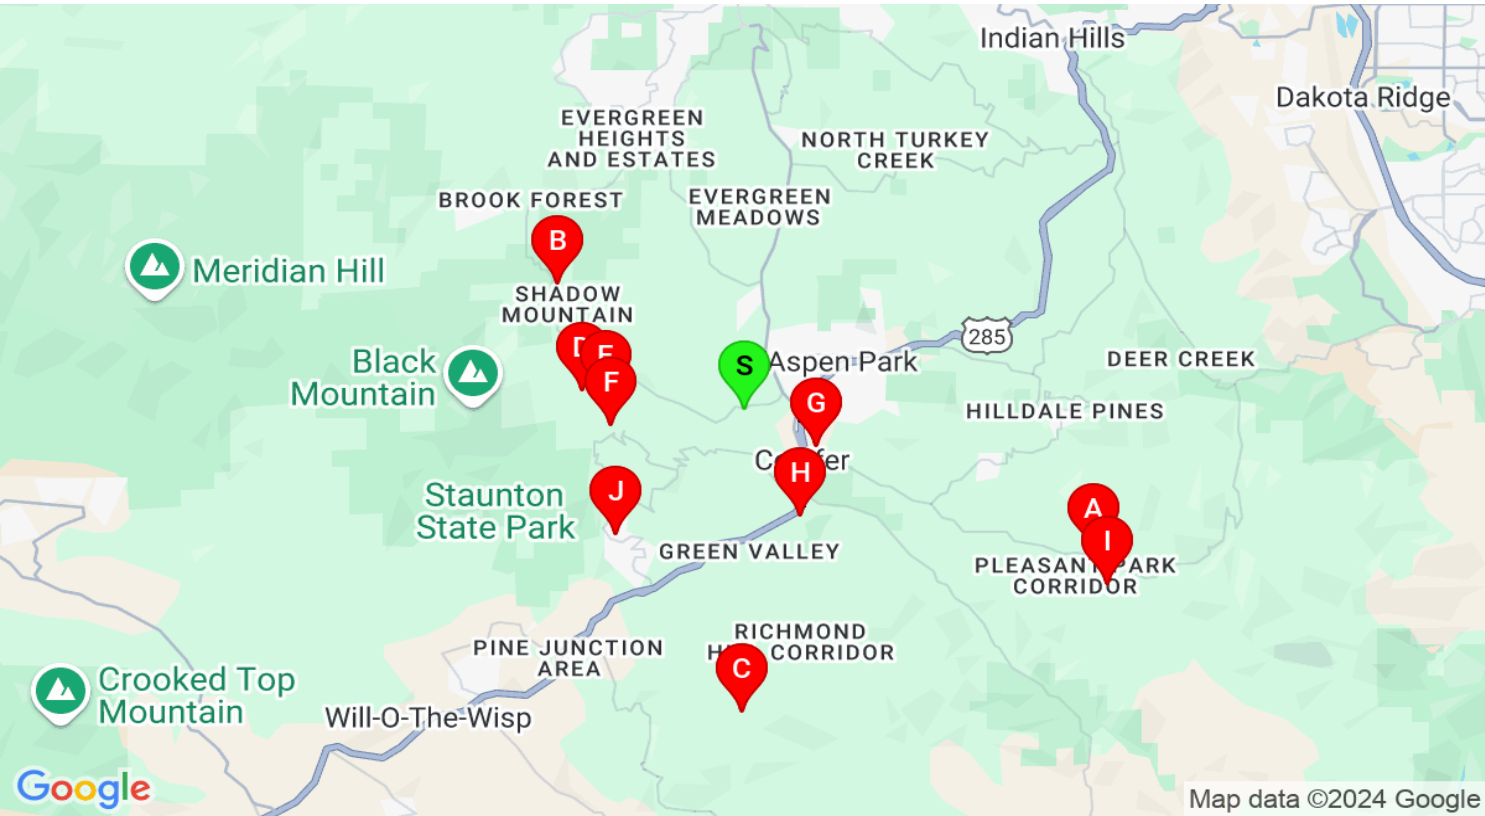 Indian Hills
Dakota Ridge
EVERGREEN
HEIGHTS
AND ESTATES
NORTH TURKEY
CREEK
BROOK FOREST
EVERGREEN
MEADOWS
B
Meridian Hill
SHADOW
MOUNTAIN
285
Black
Mountain
D
E
F
S
Aspen Park
DEER CREEK
G
HILLDALE PINES
H
J
Staunton
State Park
A
I
GREEN VALLEY
PLEASANT PARK
CORRIDOR
PINE JUNCTION
AREA
RICHMOND
CORRIDOR
C
Crooked Top
Mountain
Will-O-The-Wisp
Google
Map data ©2024 Google